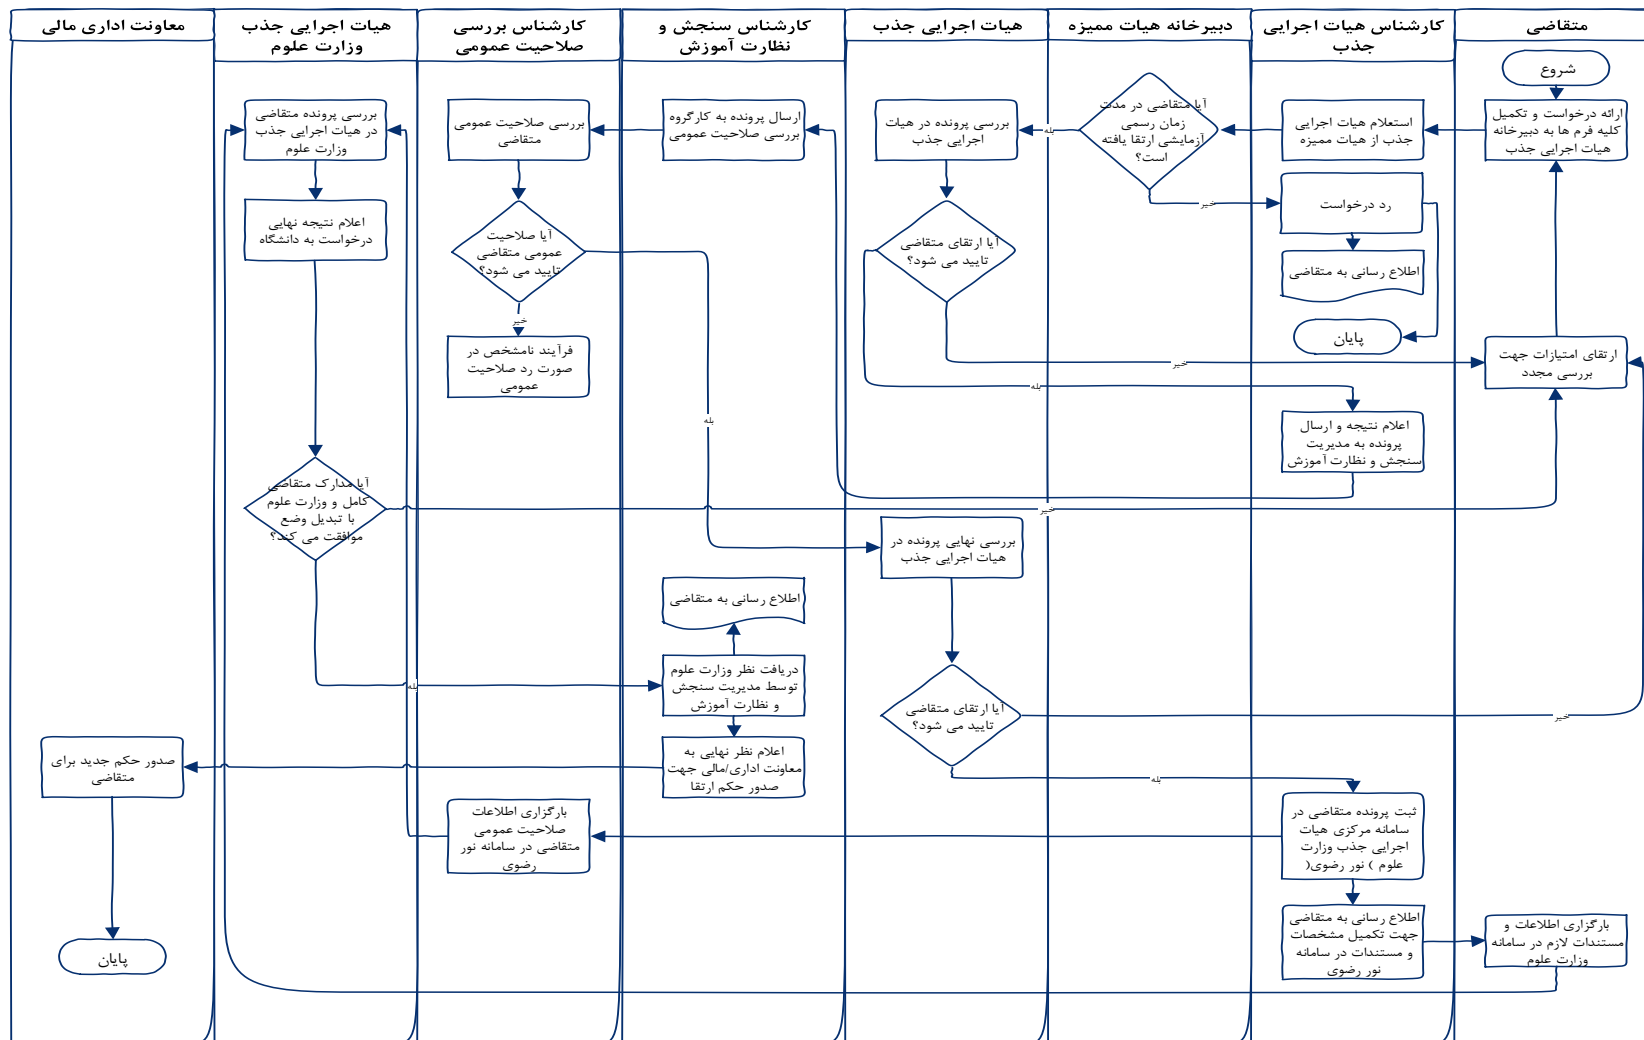 متقاضی
کارشناس هیات اجرایی
جذب
دبیرخانه هیات ممیزه
هیات اجرایی جذب
کارشناس سنجش و
نظارت آموزش
کارشناس بررسی
صلاحیت عمومی
هیات اجرایی جذب
وزارت علوم
معاونت اداری مالی
شروع
ارائه درخواست و تکمیل
کلیه فرم ها به دبیرخانه
هیات اجرایی جذب
استعلام هیات اجرایی
جذب از هیات ممیزه
آیا متقاضی در مدت
زمان رسمی
آزمایشی ارتقا یافته
است؟
بله
خیر
بررسی پرونده در هیات
اجرایی جذب
ارسال پرونده به کارگروه
بررسی صلاحیت عمومی
بررسی صلاحیت عمومی
متقاضی
بررسی پرونده متقاضی
در هیات اجرایی جذب
وزارت علوم
رد درخواست
اطلاع رسانی به متقاضی
پایان
آیا ارتقای متقاضی
تایید می شود؟
خیر
بله
آیا صلاحیت
عمومی متقاضی
تایید می شود؟
خیر
بله
فرآیند نامشخص در
صورت رد صلاحیت
عمومی
اعلام نتیجه نهایی
درخواست به دانشگاه
ارتقای امتیازات جهت
بررسی مجدد
اعلام نتیجه و ارسال
پرونده به مدیریت
سنجش و نظارت آموزش
آیا مدارک متقاضی
کامل و وزارت علوم
با تبدیل وضع
موافقت می کند؟
خیر
بله
بررسی نهایی پرونده در
هیات اجرایی جذب
اطلاع رسانی به متقاضی
دریافت نظر وزارت علوم
توسط مدیریت سنجش
و نظارت آموزش
آیا ارتقای متقاضی
تایید می شود؟
خیر
بله
اعلام نظر نهایی به
معاونت اداری/مالی جهت
صدور حکم ارتقا
صدور حکم جدید برای
متقاضی
ثبت پرونده متقاضی در
سامانه مرکزی هیات
اجرایی جذب وزارت
علوم ) نور رضوی(
بارگزاری اطلاعات
صلاحیت عمومی
متقاضی در سامانه نور
رضوی
اطلاع رسانی به متقاضی
جهت تکمیل مشخصات
و مستندات در سامانه
نور رضوی
بارگزاری اطلاعات و
مستندات لازم در سامانه
وزارت علوم
پایان